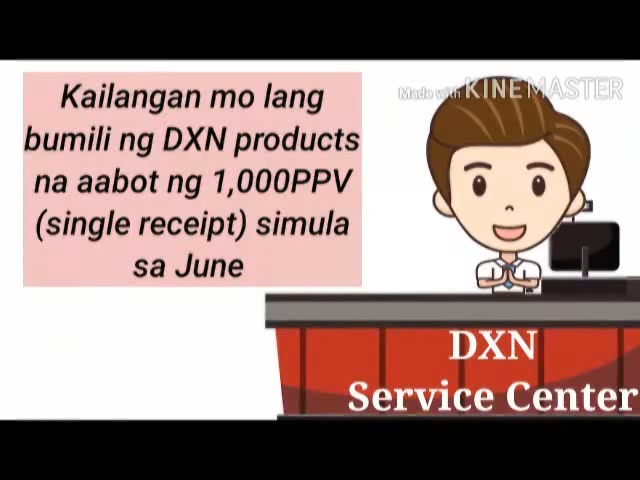 Kailangan mo lang
bumili ng DXN products
na aabot ng 1,000PPV
(single receipt) simula
sa June
Made with KINEMASTER
DXN
Service Center